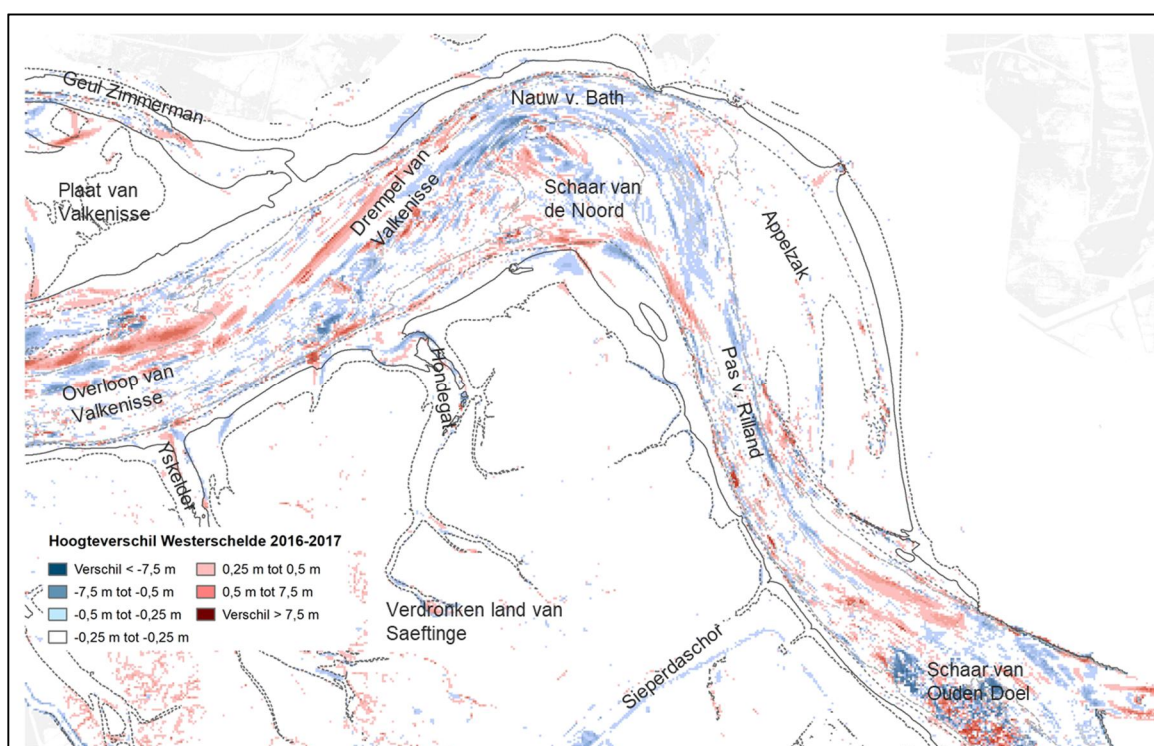 Geul Zimmerman
Nauw v. Bath
Plaat van
Valkenisse
Drempel van
Valkenisse
Schaar van
de Noord
Appelzak
Overloop van
Valkenisse
Hondegat
Pas v. Rilland
Yskelder
Hoogteverschil Westerschelde 2016-2017
Verschil < -7,5 m
-7,5 m tot -0,5 m
-0,5 m tot -0,25 m
-0,25 m tot -0,25 m
0,25 m tot 0,5 m
0,5 m tot 7,5 m
Verschil > 7,5 m
Verdronken land van
Saeftinge
Sieperdaschor
Schaar van
Ouden Doel